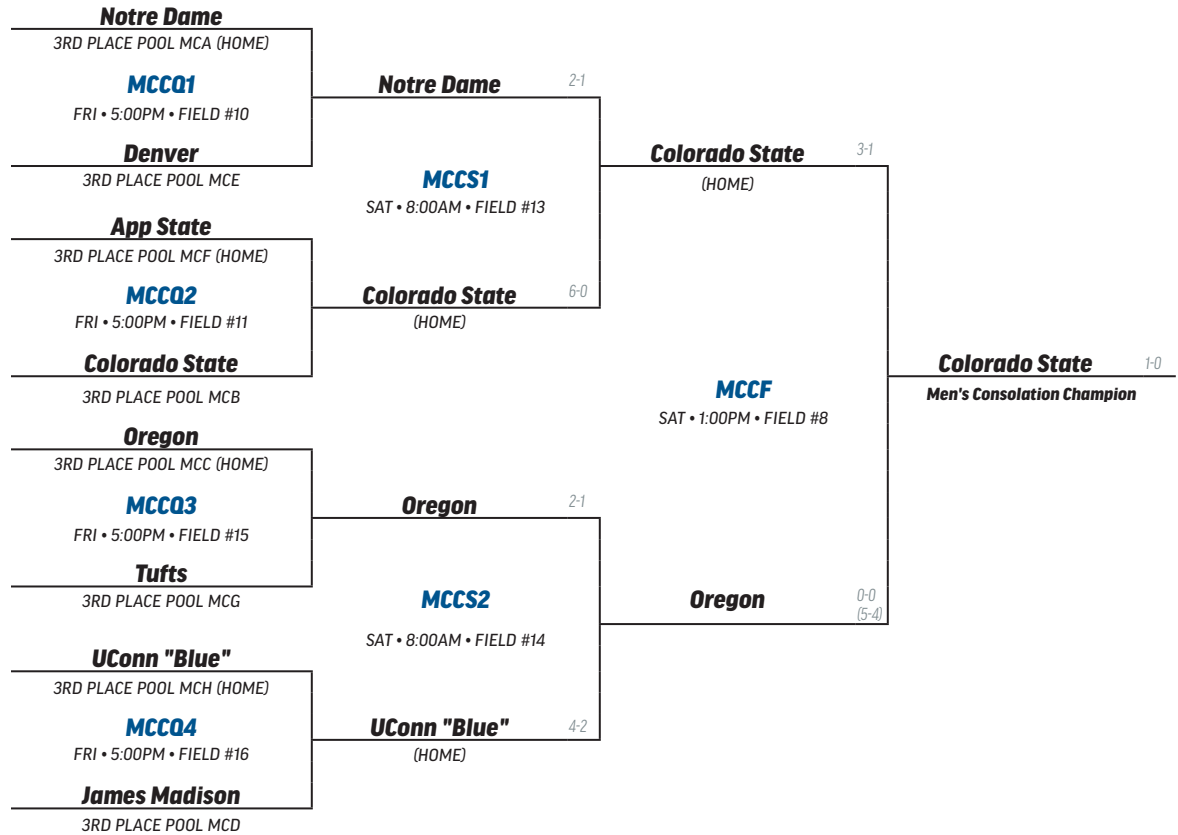 Notre Dame
3RD PLACE POOL MCA (HOME)
MCCQ1
FRI • 5:00PM • FIELD #10
Denver
3RD PLACE POOL MCE
App State
3RD PLACE POOL MCF (HOME)
MCCQ2
FRI • 5:00PM • FIELD #11
Colorado State
3RD PLACE POOL MCB
Oregon
3RD PLACE POOL MCC (HOME)
MCCQ3
FRI • 5:00PM • FIELD #15
Tufts
3RD PLACE POOL MCG
UConn "Blue"
3RD PLACE POOL MCH (HOME)
MCCQ4
FRI • 5:00PM • FIELD #16
James Madison
3RD PLACE POOL MCD
Notre Dame 2-1
MCCS1
SAT • 8:00AM • FIELD #13
Colorado State 6-0
(HOME)
Oregon 2-1
MCCS2
SAT • 8:00AM • FIELD #14
UConn "Blue" 4-2
(HOME)
Colorado State 3-1
(HOME)
MCCF
SAT • 1:00PM • FIELD #8
Oregon 0-0
(5-4)
Colorado State 1-0
Men's Consolation Champion